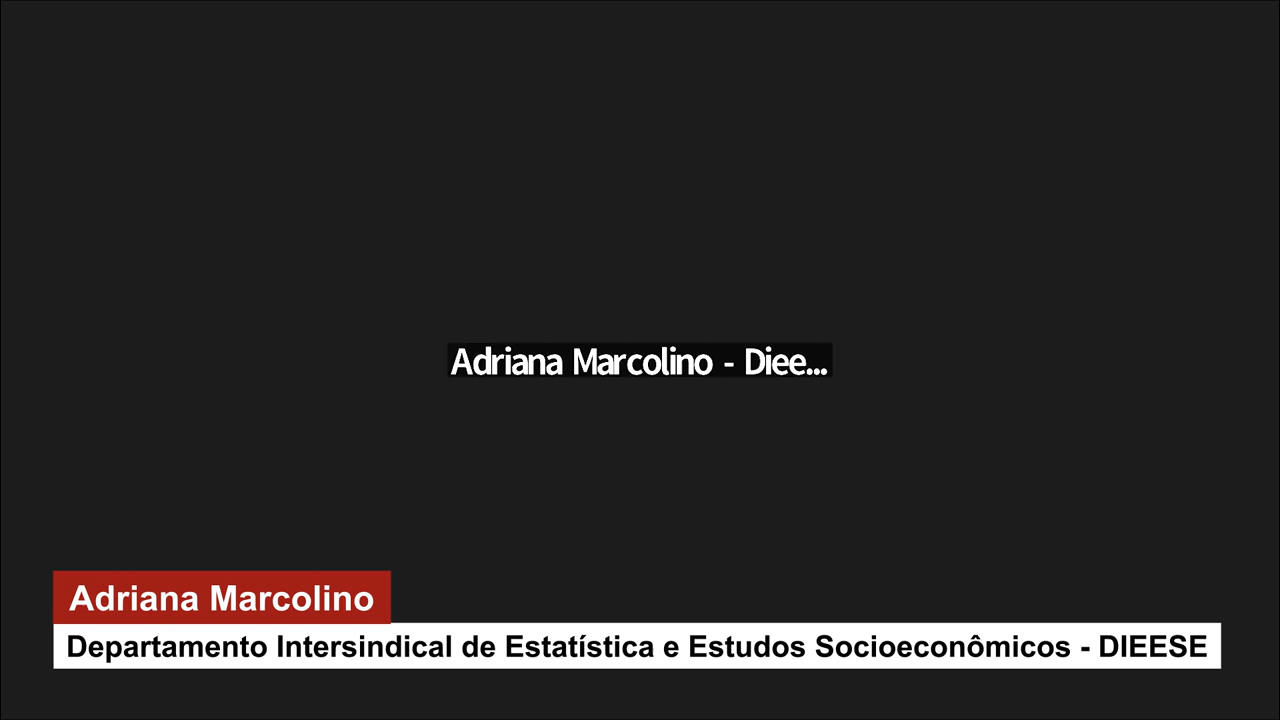 Adriana Marcolino - Diee...
Adriana Marcolino
Departamento Intersindical de Estatística e Estudos Socioeconômicos - DIEESE